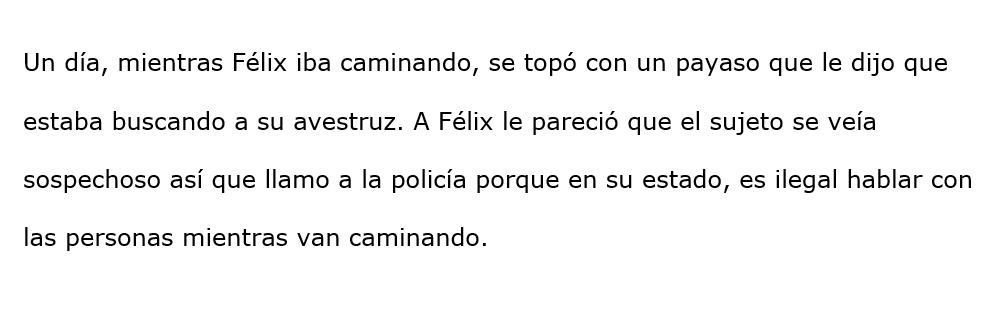 Un día, mientras Félix iba caminando, se topó con un payaso que le dijo que
estaba buscando a su avestruz. A Félix le pareció que el sujeto se veía
sospechoso así que llamo a la policía porque en su estado, es ilegal hablar con
las personas mientras van caminando.